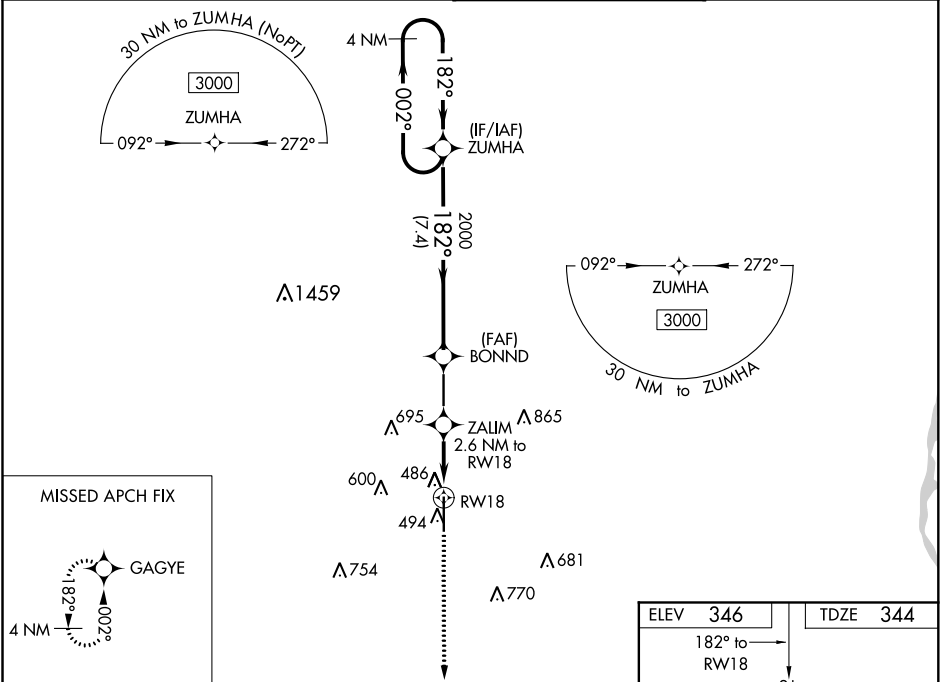 30 NM to ZUMHA (NoPT)
3000
ZUMHA
092°
272°
4 NM
182°
002°
(IF/IAF)
ZUMHA
2000
182°
(7.4)
1459
092°
272°
ZUMHA
3000
30 NM to ZUMHA
(FAF)
BONND
695
ZALIM
865
2.6 NM to
RW18
600
486
RW18
494
754
681
770
MISSED APCH FIX
GAGYE
182°
002°
4 NM
ELEV 346
TDZE 344
182° to
RW18